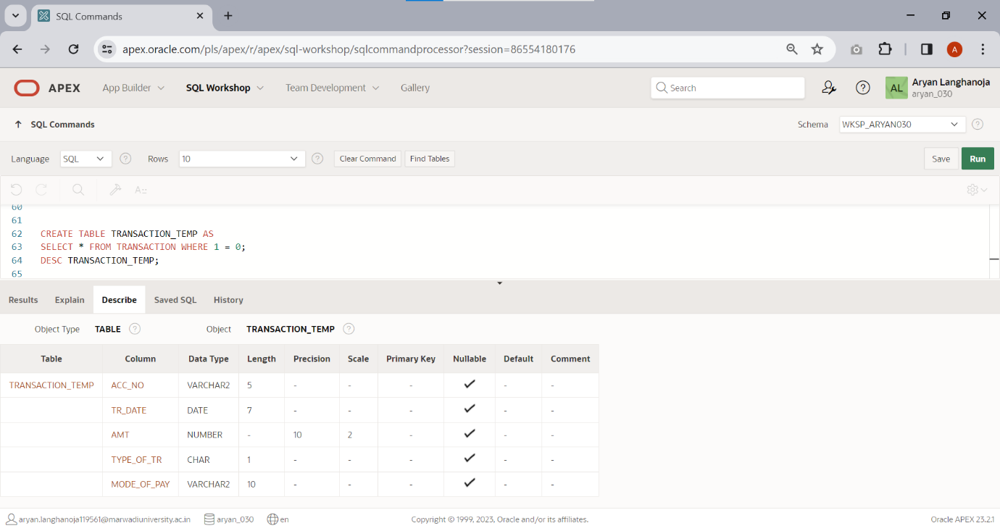 SQL Commands
apex.oracle.com/pls/apex/r/apex/sql-workshop/sqlcommandprocessor?session=86554180176
A
APEX App Builder SQL Workshop Team Development Gallery Search ? AL Aryan Langhanoja
aryan_030
SQL Commands Schema WKSP_ARYAN030 ?
Language SQL ? Rows 10 ? Clear Command Find Tables Save Run
60
61
62 CREATE TABLE TRANSACTION_TEMP AS
63 SELECT * FROM TRANSACTION WHERE 1 = 0;
64 DESC TRANSACTION_TEMP;
65
Results Explain Describe Saved SQL History
Object Type TABLE ? Object TRANSACTION_TEMP ?
Table Column Data Type Length Precision Scale Primary Key Nullable Default Comment
TRANSACTION_TEMP ACC_NO VARCHAR2 5 - - - ✓ - -
TR_DATE DATE 7 - - - ✓ - -
AMT NUMBER - 10 2 - ✓ - -
TYPE_OF_TR CHAR 1 - - - ✓ - -
MODE_OF_PAY VARCHAR2 10 - - - ✓ - -
aryan.langhanoja119561@marwadiuniversity.ac.in aryan_030 en Copyright © 1999, 2023, Oracle and/or its affiliates. Oracle APEX 23.2.1